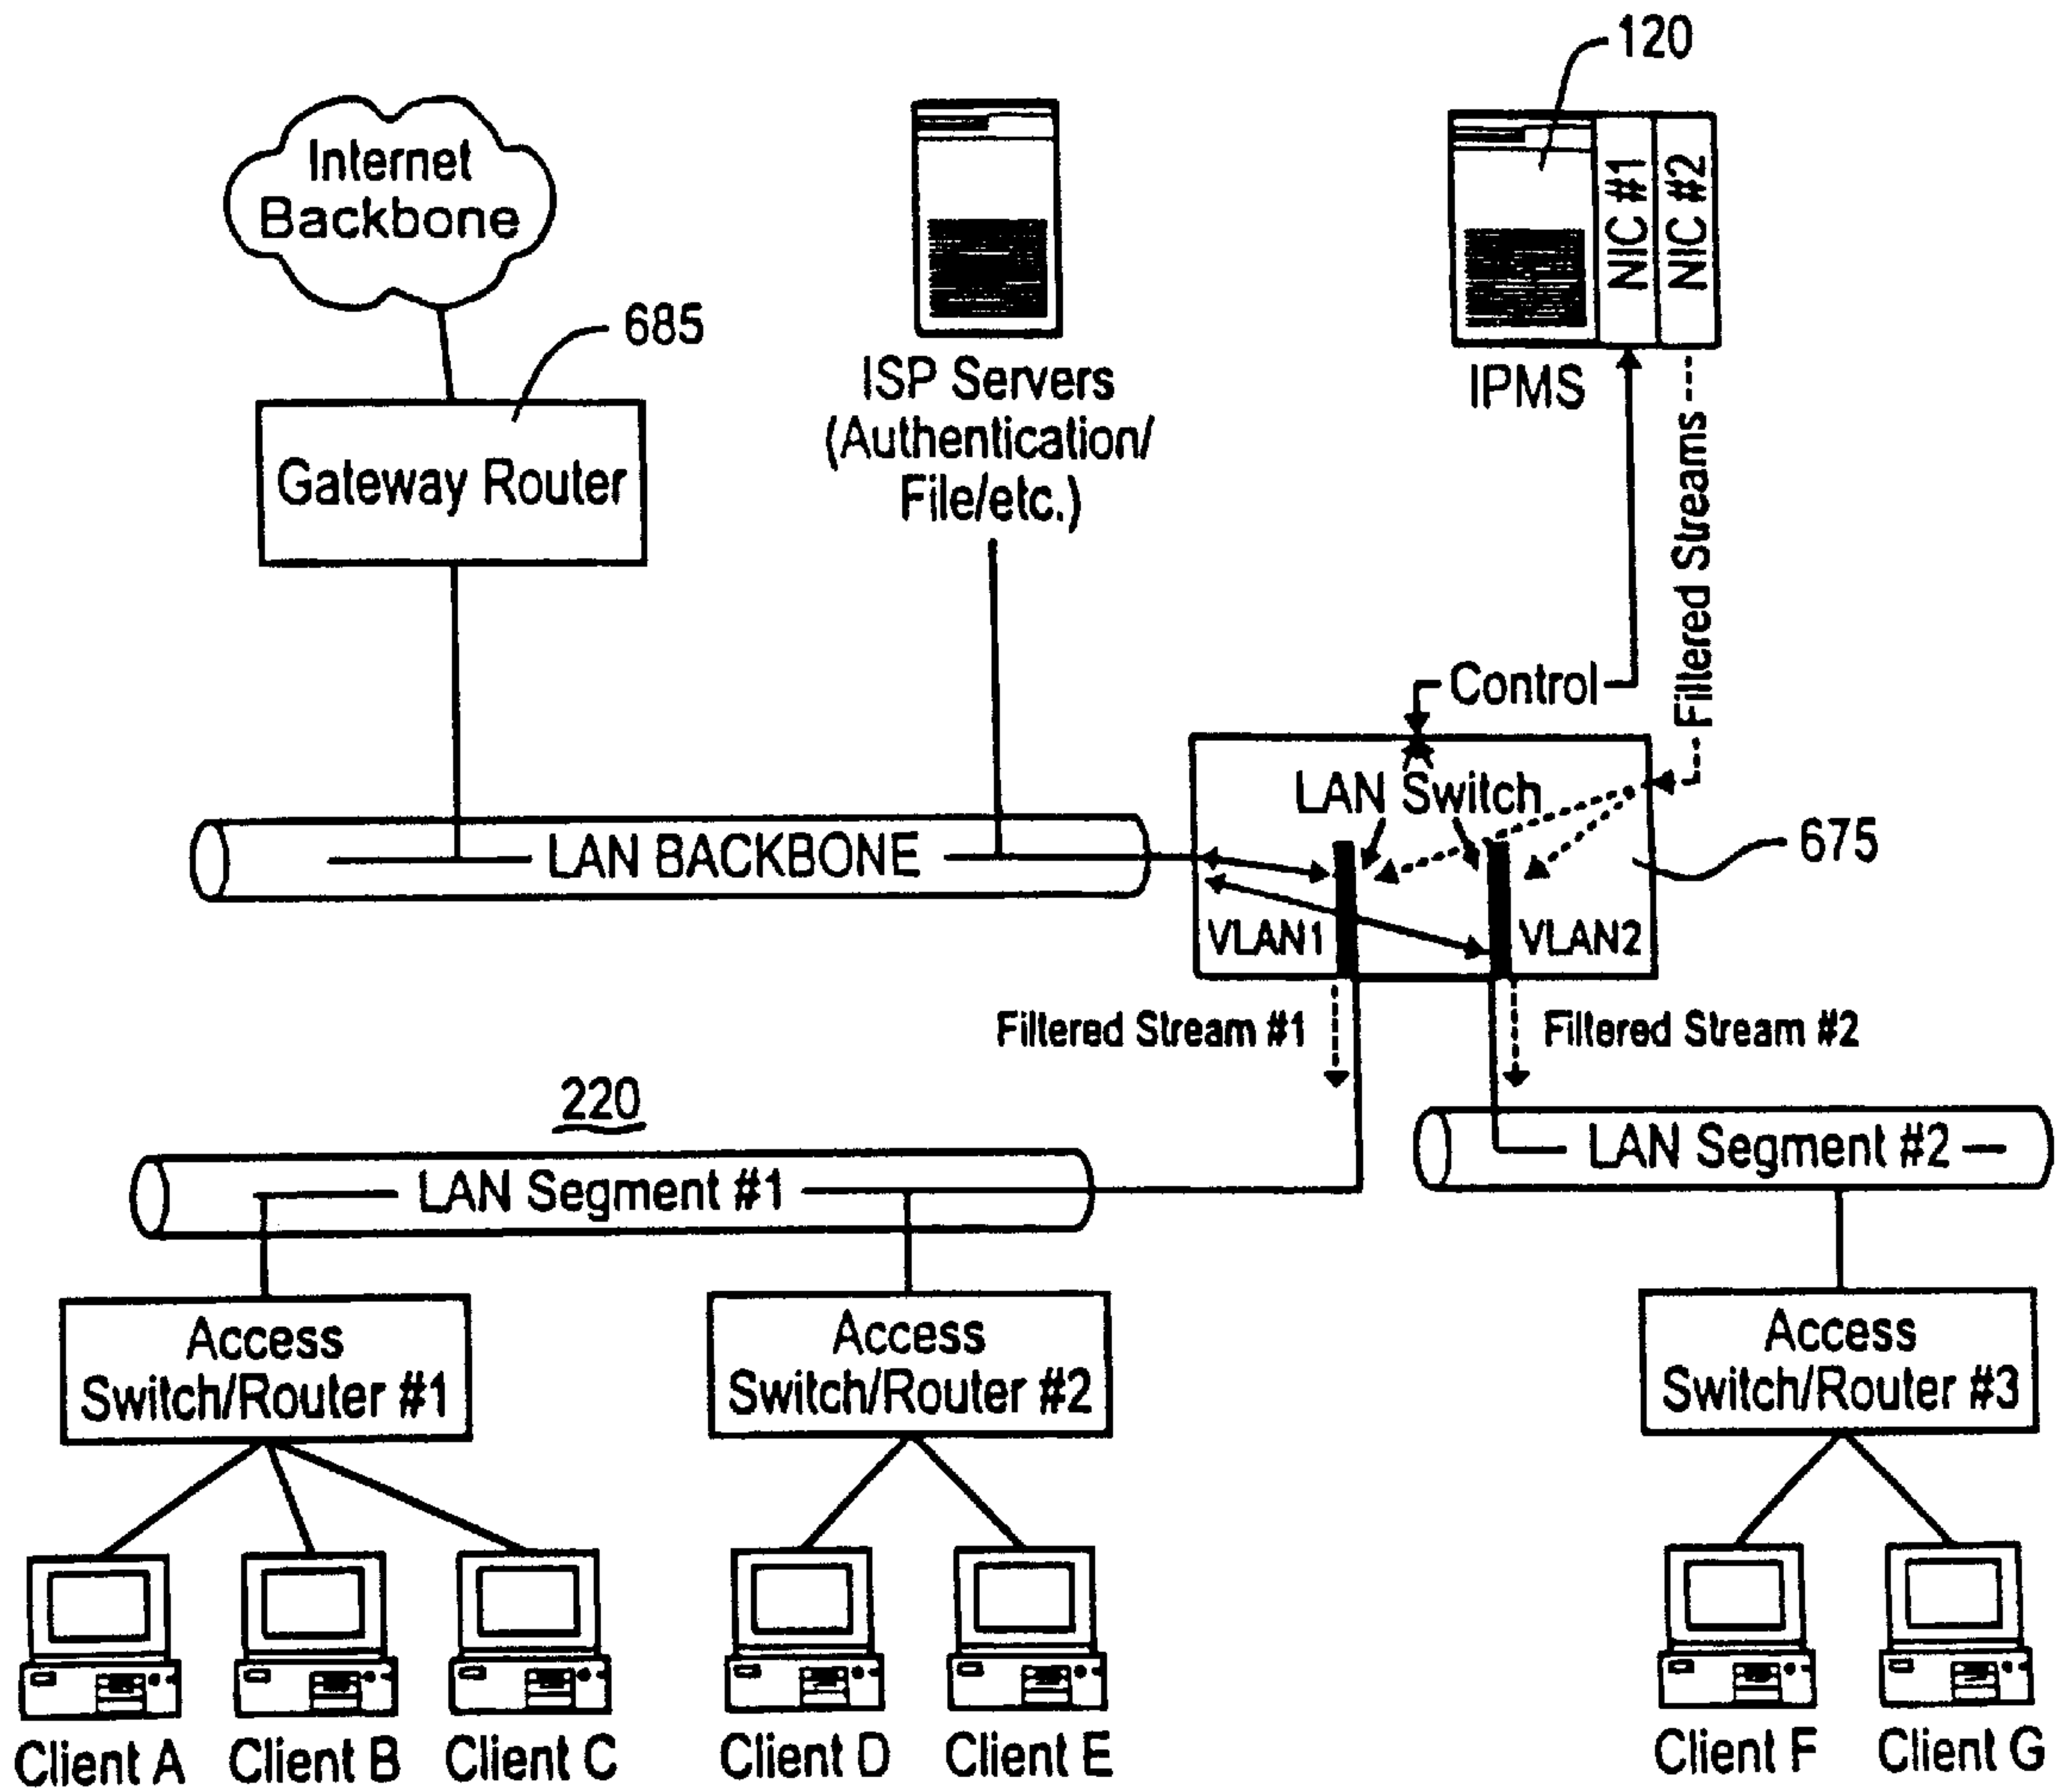 120
Internet
Backbone
NIC #1
NIC #2
685
ISP Servers
(Authentication/
File/etc.)
IPMS
Gateway Router
Filtered Streams
Control
LAN Switch
LAN BACKBONE
675
VLAN1
VLAN2
Filtered Stream #1
Filtered Stream #2
220
LAN Segment #2
LAN Segment #1
Access
Switch/Router #1
Access
Switch/Router #2
Access
Switch/Router #3
Client A
Client B
Client C
Client D
Client E
Client F
Client G